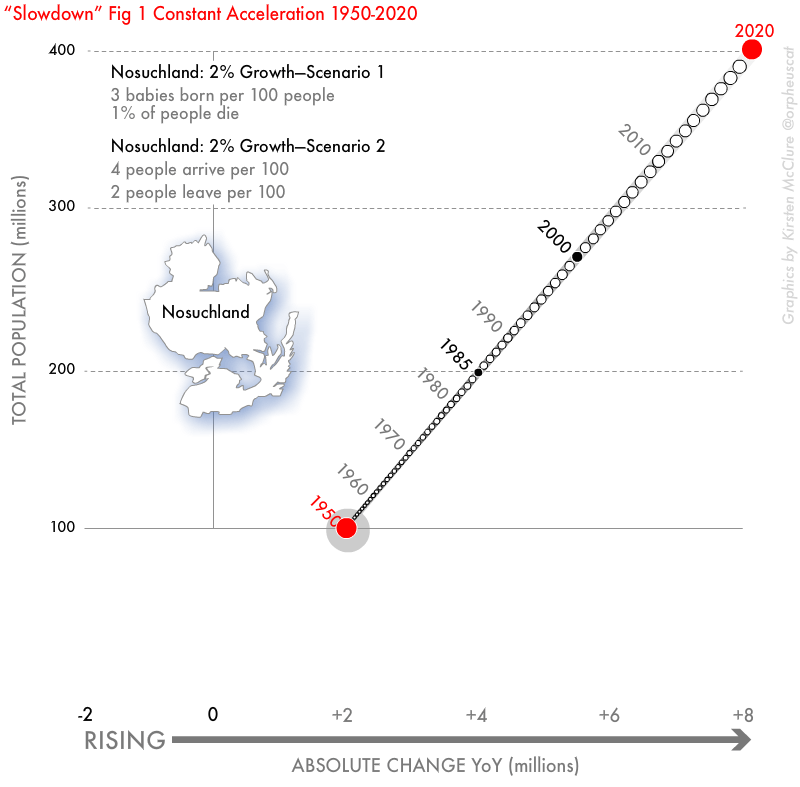 “Slowdown” Fig 1 Constant Acceleration 1950-2020
2020
400
Nosuchland: 2% Growth—Scenario 1
3 babies born per 100 people
1% of people die
Nosuchland: 2% Growth—Scenario 2
4 people arrive per 100
2 people leave per 100
2010
300
2000
Nosuchland
1990
1985
200
1980
1970
1960
1950
100
TOTAL POPULATION (millions)
Graphics by Kirsten McClure @orpheuscat
-2
0
+2
+4
+6
+8
RISING
ABSOLUTE CHANGE YoY (millions)